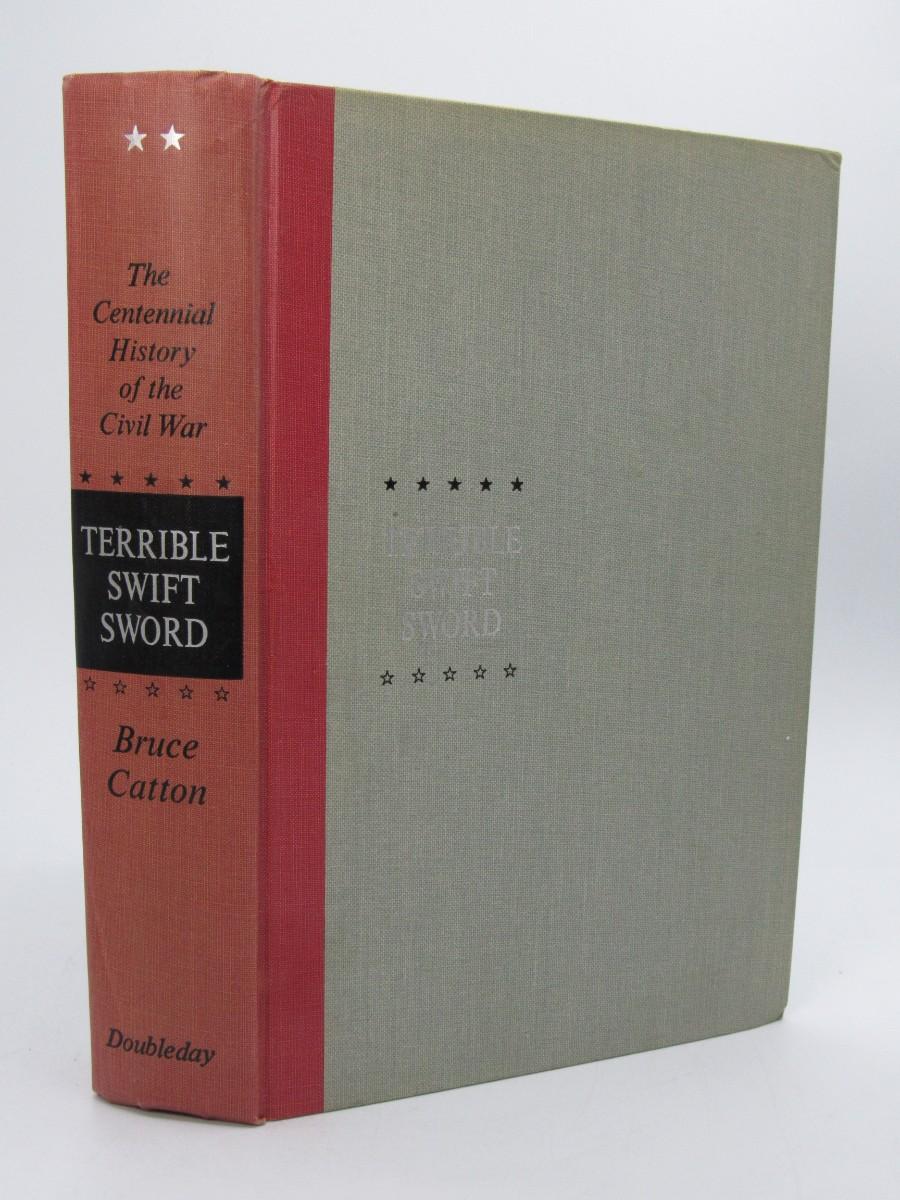 The
Centennial
History
of the
Civil War
TERRIBLE
SWIFT
SWORD
Bruce
Catton
Doubleday
TERRIBLE
SWIFT
SWORD